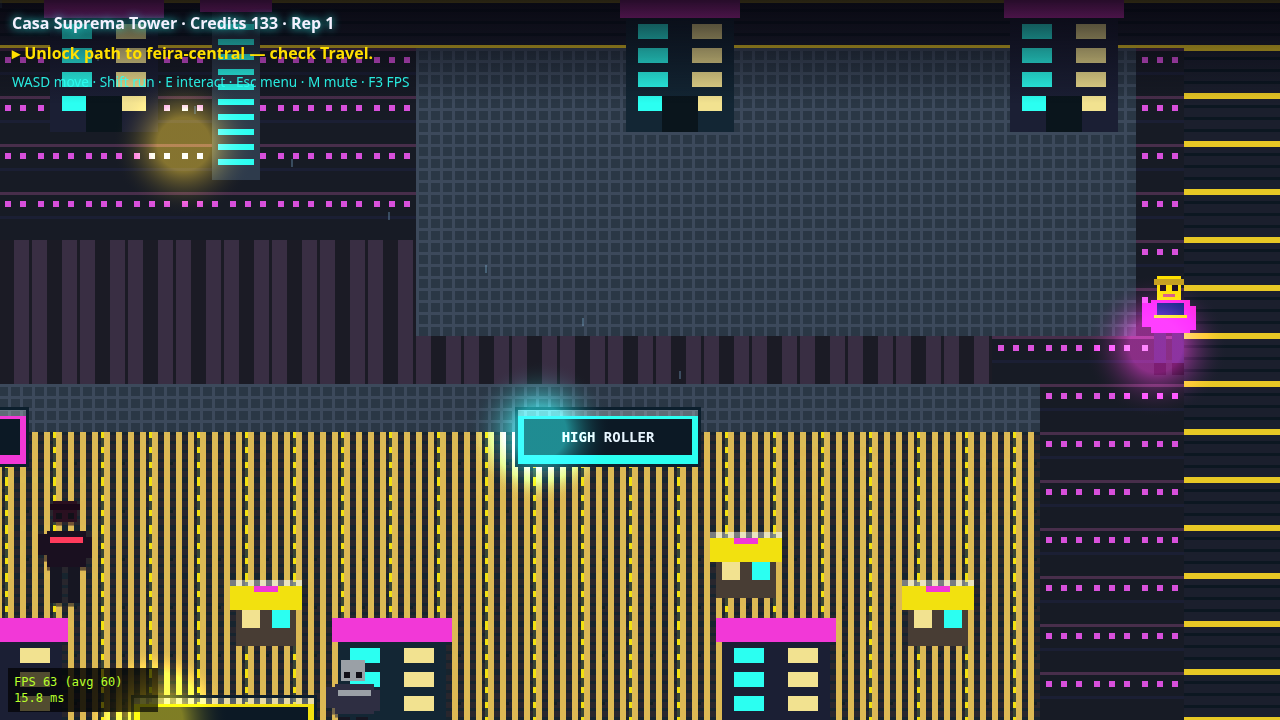 Casa Suprema Tower · Credits 133 · Rep 1
▸ Unlock path to feira-central — check Travel.
WASD move · Shift run · E interact · Esc menu · M mute · F3 FPS
HIGH ROLLER
FPS 63 (avg 60)
15.8 ms